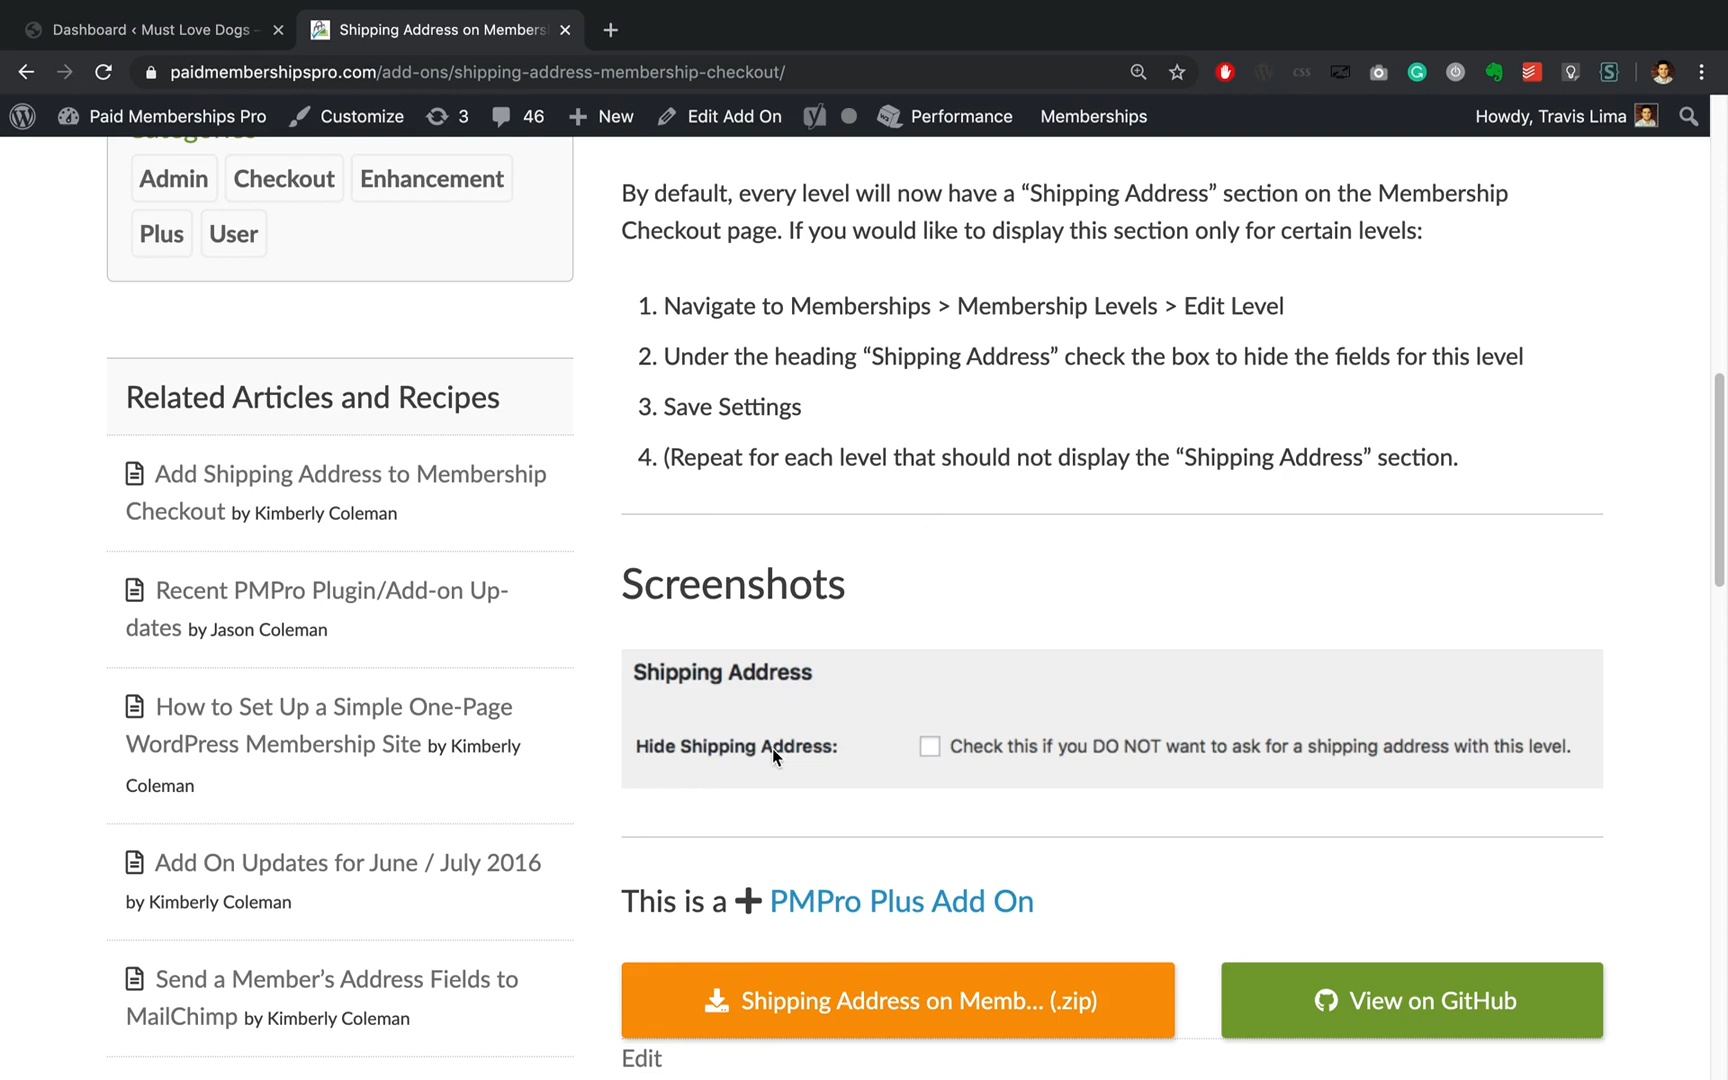 Dashboard ‹ Must Love Dogs –
Shipping Address on Members
paidmembershipspro.com/add-ons/shipping-address-membership-checkout/
Paid Memberships Pro
Customize
3
46
New
Edit Add On
Performance
Memberships
Howdy, Travis Lima
Categories
Admin
Checkout
Enhancement
Plus
User
Related Articles and Recipes
Add Shipping Address to Membership
Checkout by Kimberly Coleman
Recent PMPro Plugin/Add-on Up-
dates by Jason Coleman
How to Set Up a Simple One-Page
WordPress Membership Site by Kimberly
Coleman
Add On Updates for June / July 2016
by Kimberly Coleman
Send a Member’s Address Fields to
MailChimp by Kimberly Coleman
By default, every level will now have a “Shipping Address” section on the Membership
Checkout page. If you would like to display this section only for certain levels:
1. Navigate to Memberships > Membership Levels > Edit Level
2. Under the heading “Shipping Address” check the box to hide the fields for this level
3. Save Settings
4. (Repeat for each level that should not display the “Shipping Address” section.
Screenshots
Shipping Address
Hide Shipping Address:
Check this if you DO NOT want to ask for a shipping address with this level.
This is a + PMPro Plus Add On
Shipping Address on Memb... (.zip)
View on GitHub
Edit